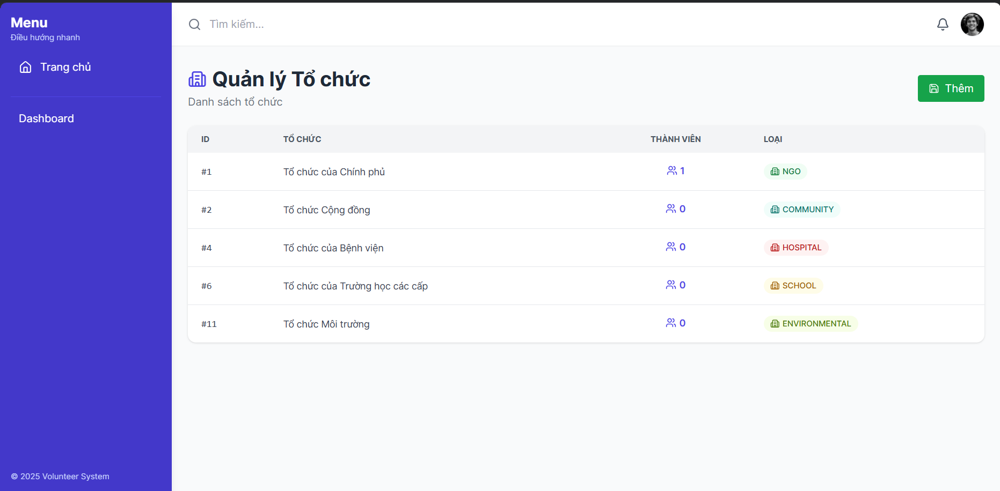 Menu
Điều hướng nhanh
Trang chủ
Dashboard
© 2025 Volunteer System
Tìm kiếm...
Quản lý Tổ chức
Danh sách tổ chức
Thêm
ID TỔ CHỨC THÀNH VIÊN LOẠI
#1 Tổ chức của Chính phủ 1 NGO
#2 Tổ chức Cộng đồng 0 COMMUNITY
#4 Tổ chức của Bệnh viện 0 HOSPITAL
#6 Tổ chức của Trường học các cấp 0 SCHOOL
#11 Tổ chức Môi trường 0 ENVIRONMENTAL